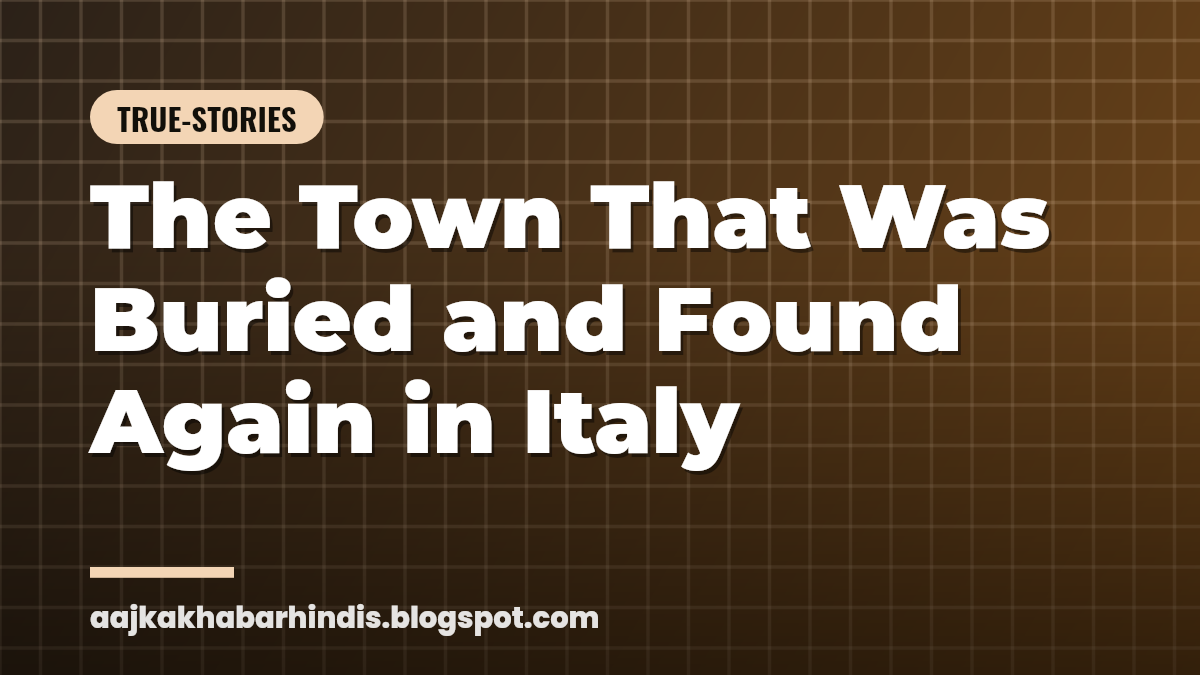 TRUE-STORIES
The Town That Was
Buried and Found
Again in Italy
aajkakhabarhindis.blogspot.com